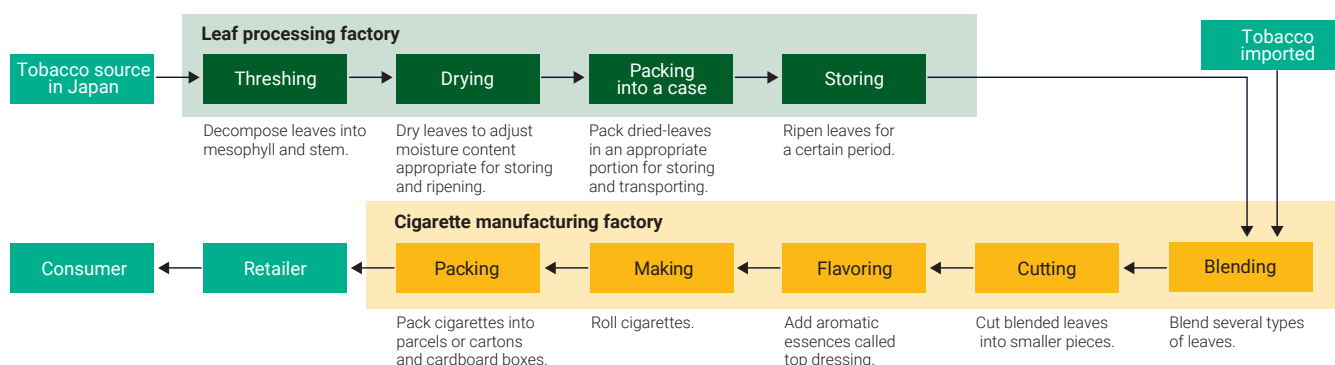 Leaf processing factory
Tobacco source
in Japan
Threshing
Drying
Packing
into a case
Storing
Tobacco
imported
Decompose leaves into
mesophyll and stem.
Dry leaves to adjust
moisture content
appropriate for storing
and ripening.
Pack dried-leaves
in an appropriate
portion for storing
and transporting.
Ripen leaves for
a certain period.
Cigarette manufacturing factory
Consumer
Retailer
Packing
Making
Flavoring
Cutting
Blending
Pack cigarettes into
parcels or cartons
and cardboard boxes.
Roll cigarettes.
Add aromatic
essences called
top dressing.
Cut blended leaves
into smaller pieces.
Blend several types
of leaves.